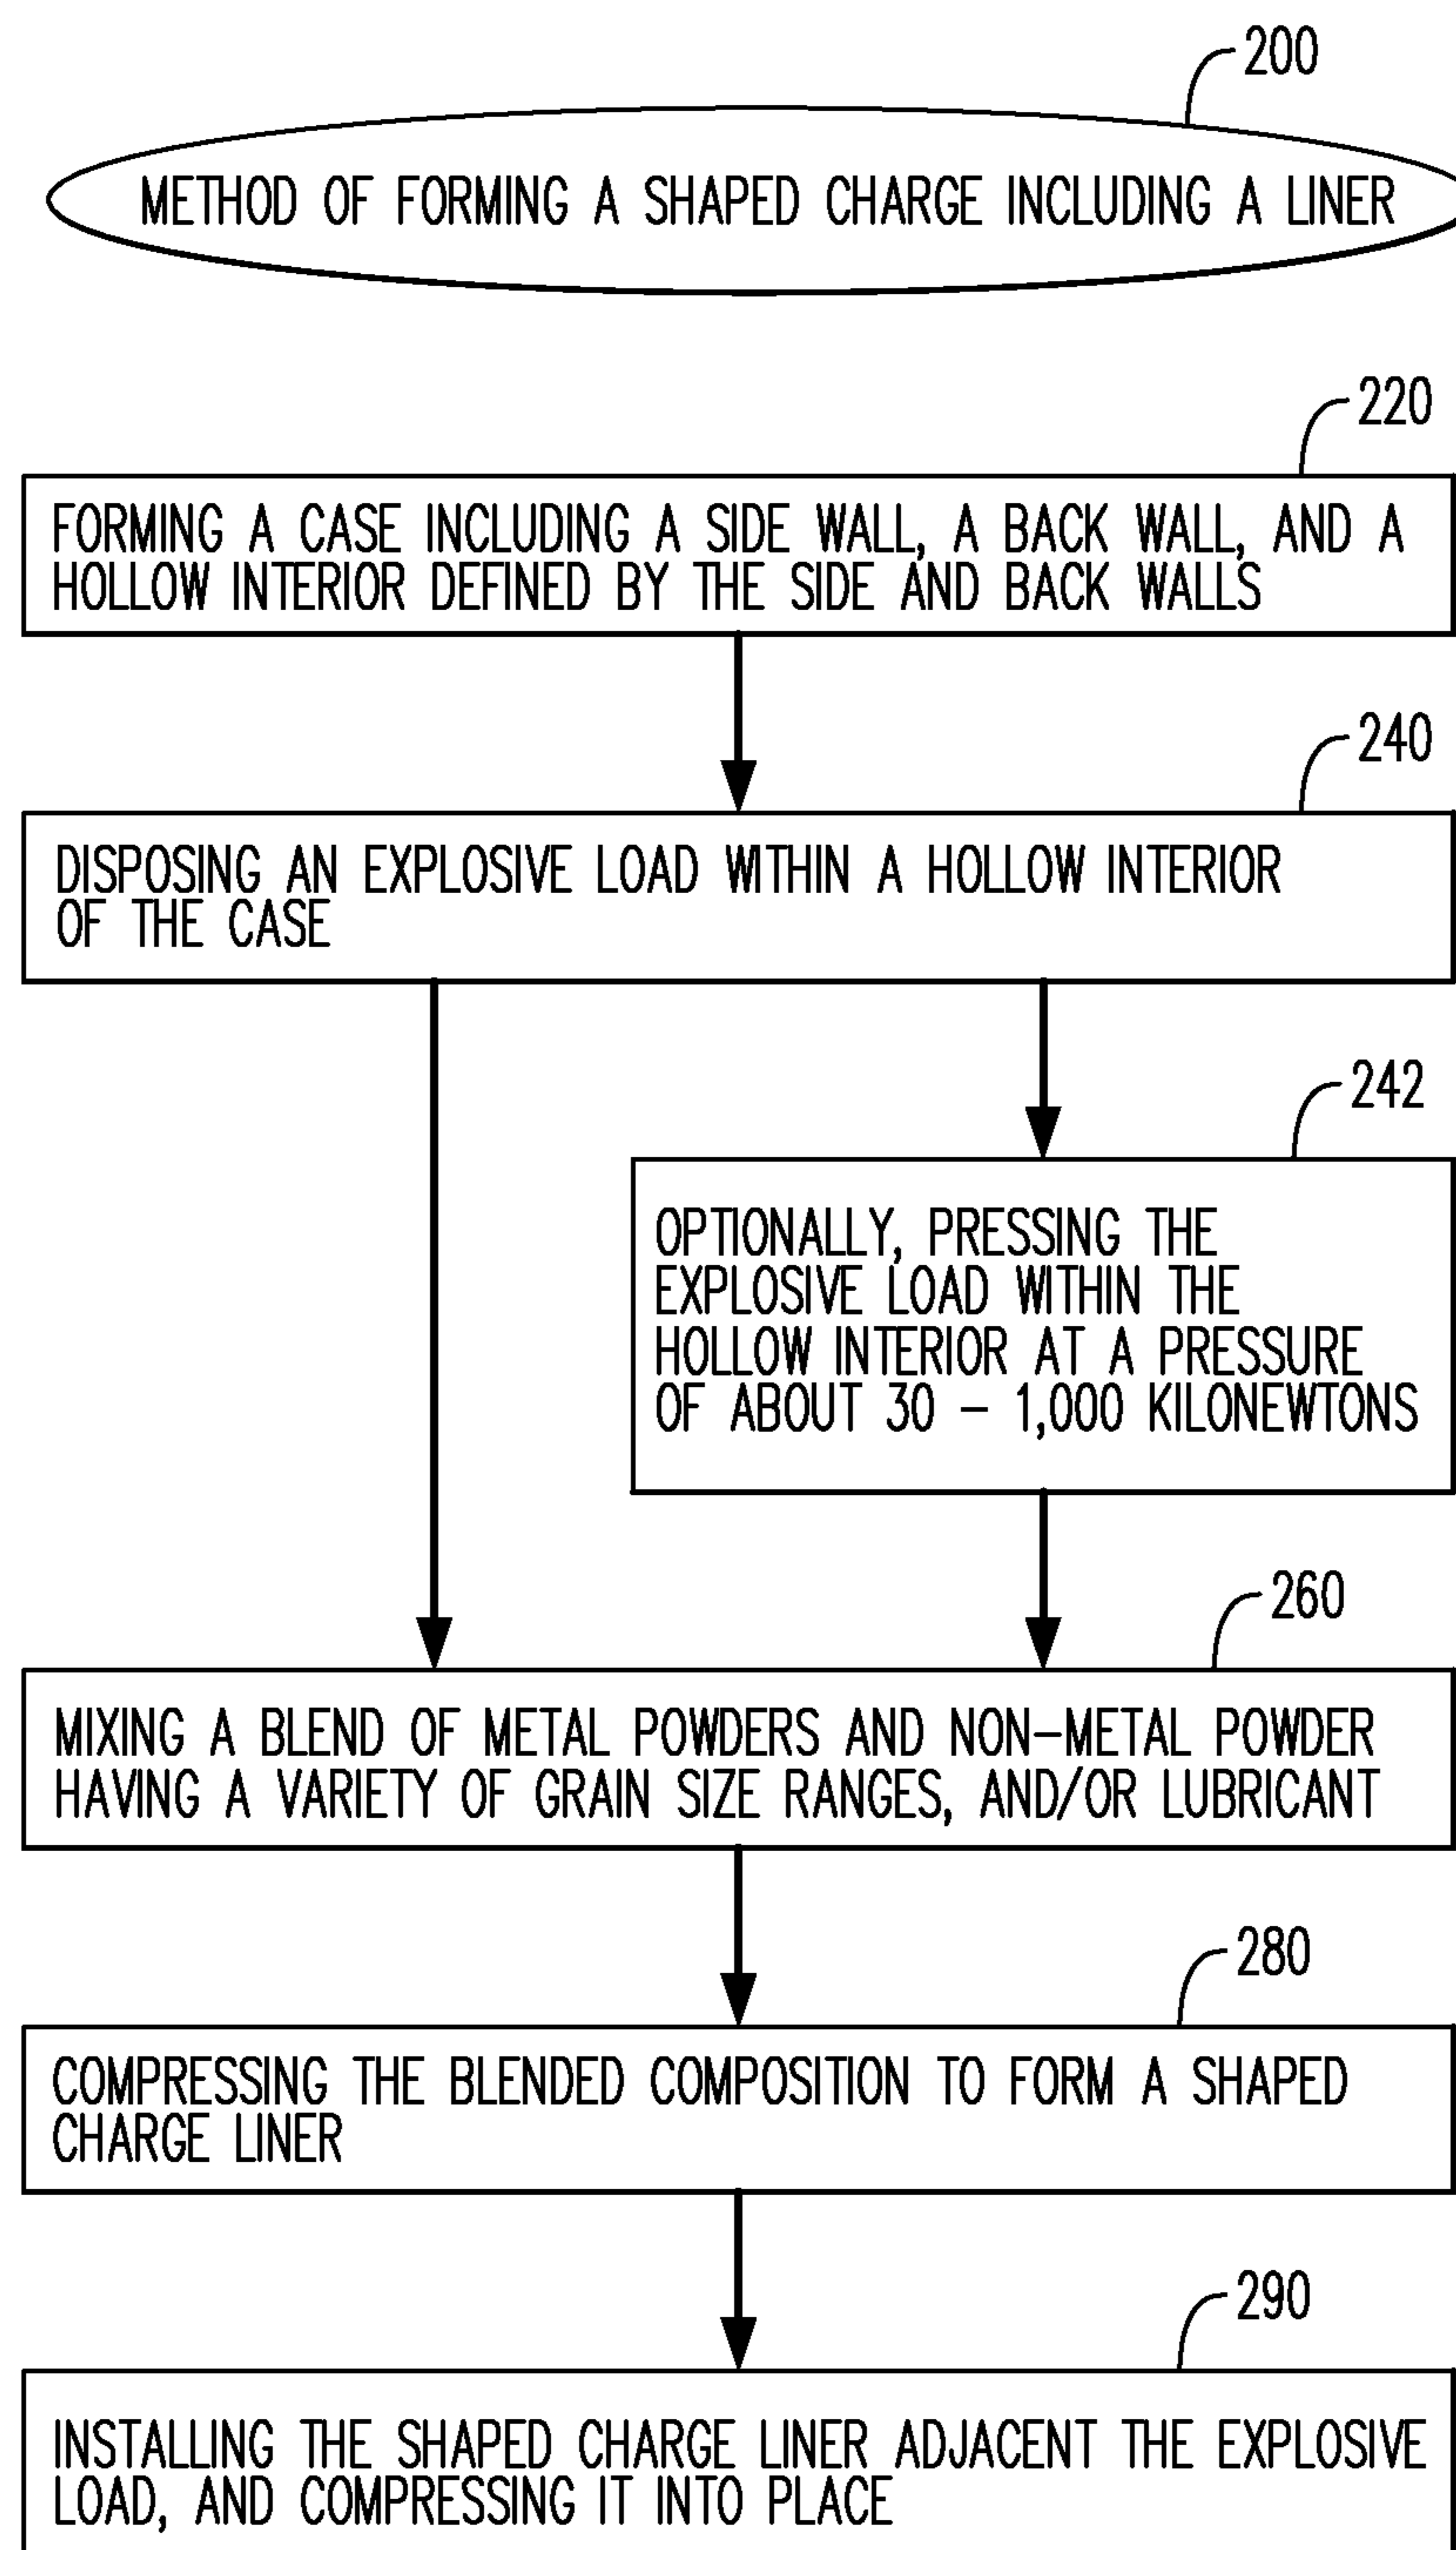 200
METHOD OF FORMING A SHAPED CHARGE INCLUDING A LINER
220
FORMING A CASE INCLUDING A SIDE WALL, A BACK WALL, AND A
HOLLOW INTERIOR DEFINED BY THE SIDE AND BACK WALLS
240
DISPOSING AN EXPLOSIVE LOAD WITHIN A HOLLOW INTERIOR
OF THE CASE
242
OPTIONALLY, PRESSING THE
EXPLOSIVE LOAD WITHIN THE
HOLLOW INTERIOR AT A PRESSURE
OF ABOUT 30 – 1,000 KILONEWTONS
260
MIXING A BLEND OF METAL POWDERS AND NON-METAL POWDER
HAVING A VARIETY OF GRAIN SIZE RANGES, AND/OR LUBRICANT
280
COMPRESSING THE BLENDED COMPOSITION TO FORM A SHAPED
CHARGE LINER
290
INSTALLING THE SHAPED CHARGE LINER ADJACENT THE EXPLOSIVE
LOAD, AND COMPRESSING IT INTO PLACE